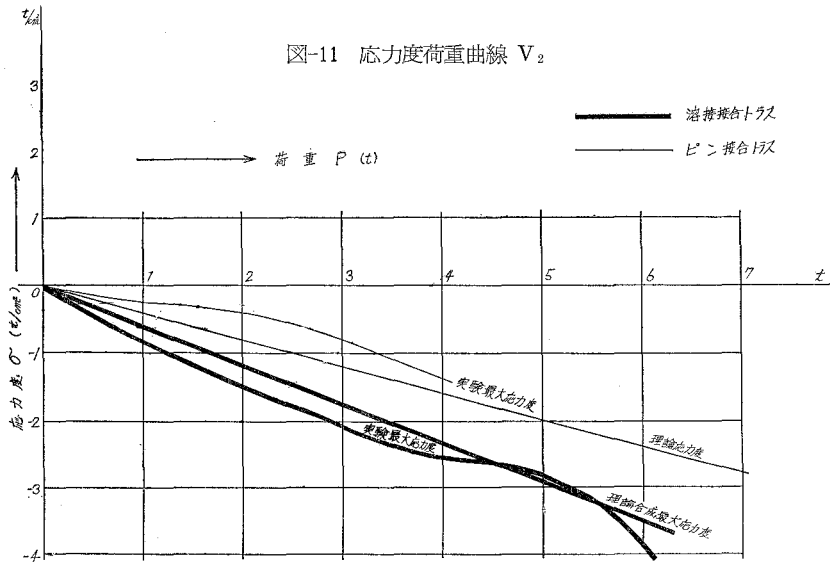 t/cm²
図-11 応力度荷重曲線 V₂
3
溶接接合トラス
2
荷重 P (t)
ピン接合トラス
1
0
1 2 3 4 5 6 7 t
応力度 σ (t/cm²)
-1
実験最大応力度
-2
実験最大応力度
理論応力度
-3
理論合成最大応力度
-4